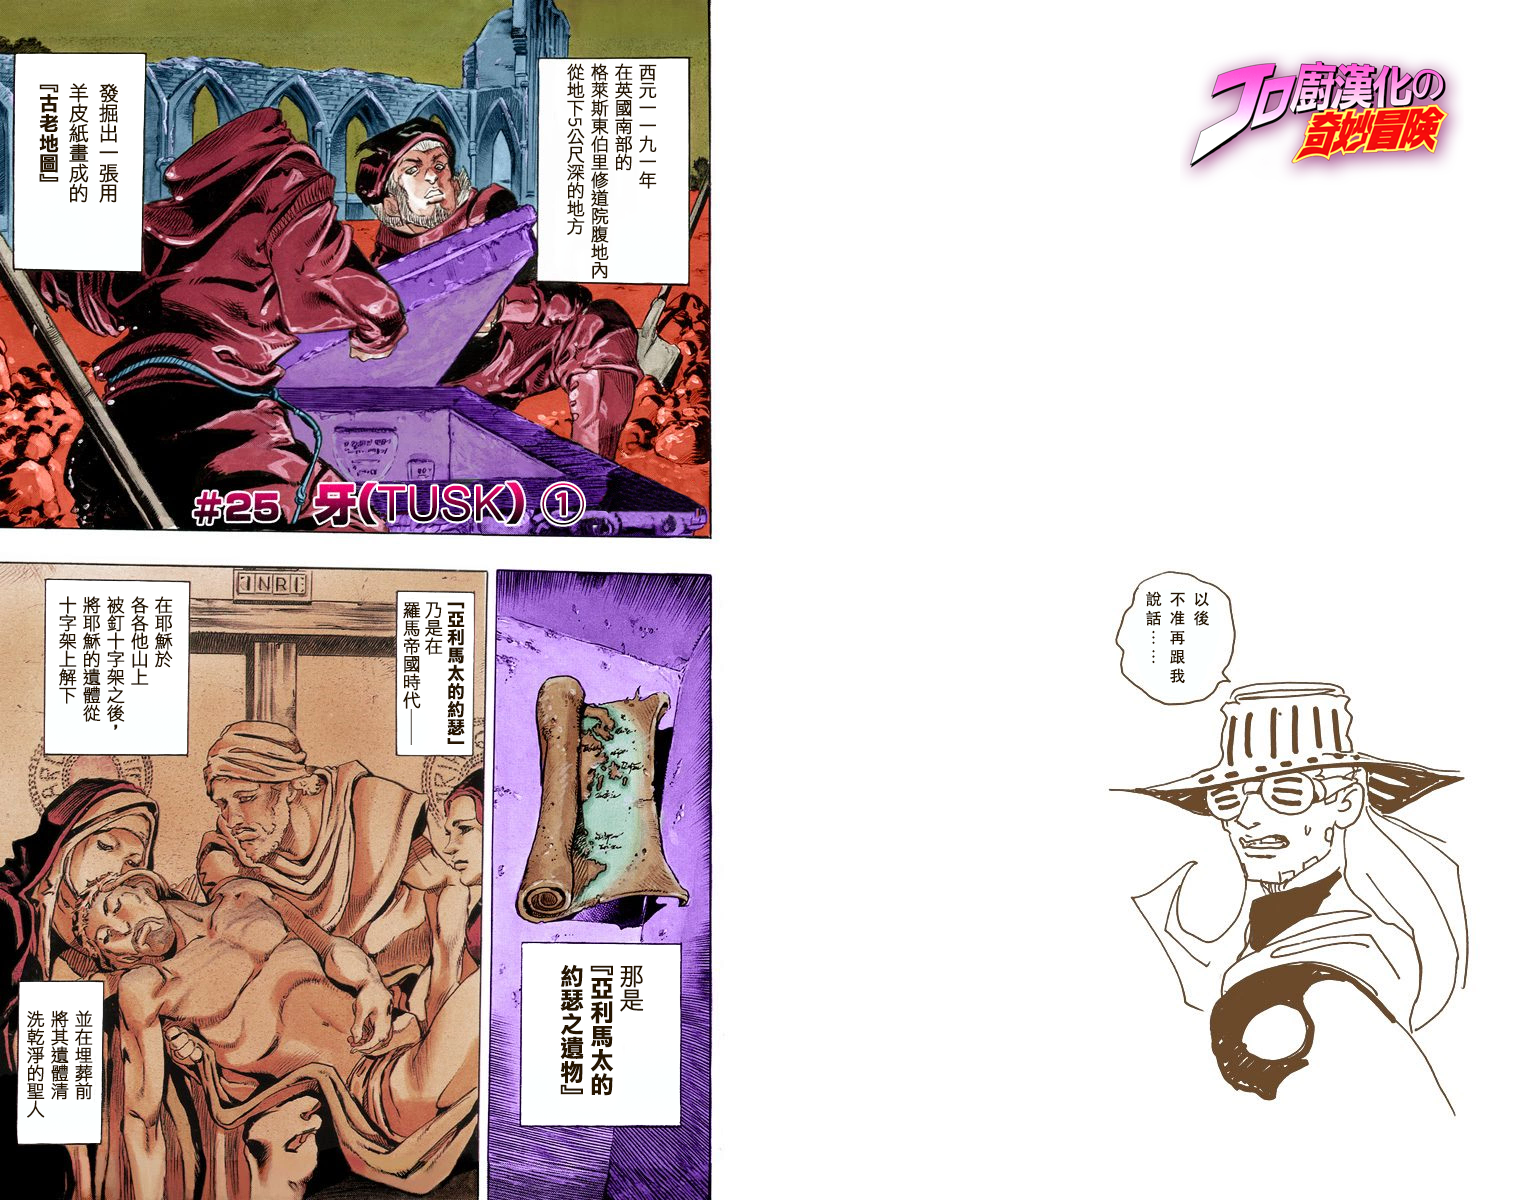 JoJo廚漢化の
奇妙冒険
以後
不准再跟我
說話……
西元一一九一年
在英國南部的
格萊斯東伯里修道院腹地內
從地下5公尺深的地方
發掘出一張用
羊皮紙畫成的
『古老地圖』
#25 牙(TUSK) ①
那是
『亞利馬太的
約瑟之遺物』
『亞利馬太的約瑟』
乃是在
羅馬帝國時代——
INRI
在耶穌於
各各他山上
被釘十字架之後，
將耶穌的遺體從
十字架上解下
並在埋葬前
將其遺體清
洗乾淨的聖人